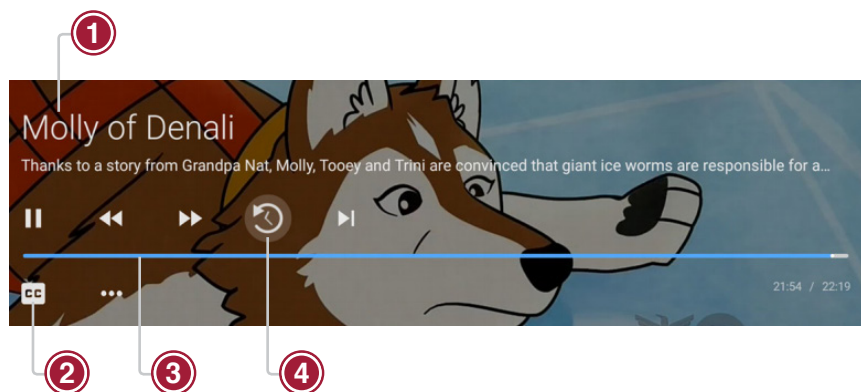 1
Molly of Denali
Thanks to a story from Grandpa Nat, Molly, Tooey and Trini are convinced that giant ice worms are responsible for a...
CC
21:54 / 22:19
2
3
4